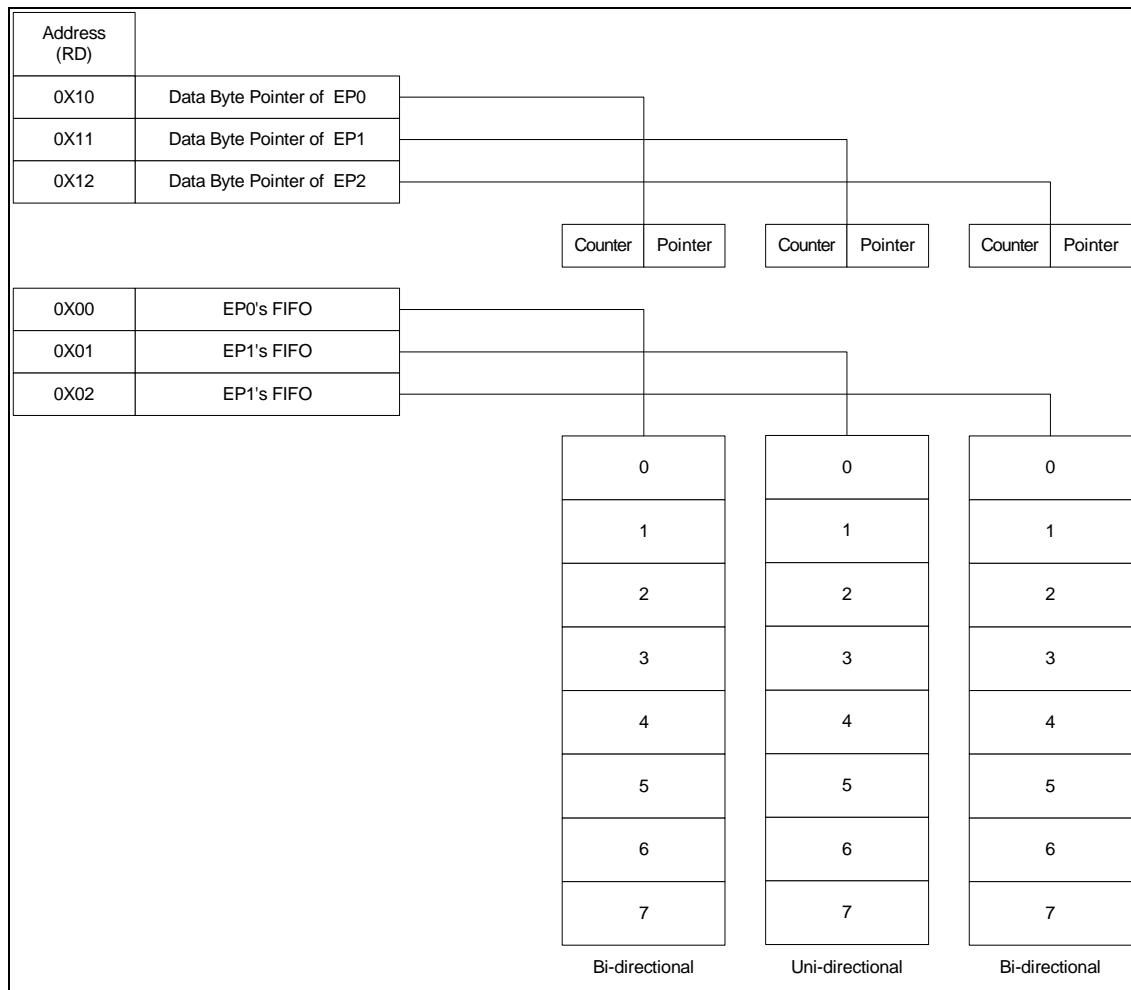 Address
(RD)
0X10 Data Byte Pointer of EP0
0X11 Data Byte Pointer of EP1
0X12 Data Byte Pointer of EP2
Counter Pointer Counter Pointer Counter Pointer
0X00 EP0's FIFO
0X01 EP1's FIFO
0X02 EP1's FIFO
0 0 0
1 1 1
2 2 2
3 3 3
4 4 4
5 5 5
6 6 6
7 7 7
Bi-directional Uni-directional Bi-directional